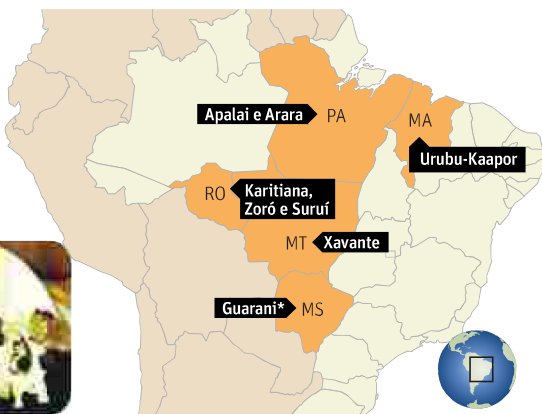 Apalai e Arara
PA
MA
Urubu-Kaapor
RO
Karitiana,
Zoró e Suruí
MT
Xavante
Guarani*
MS